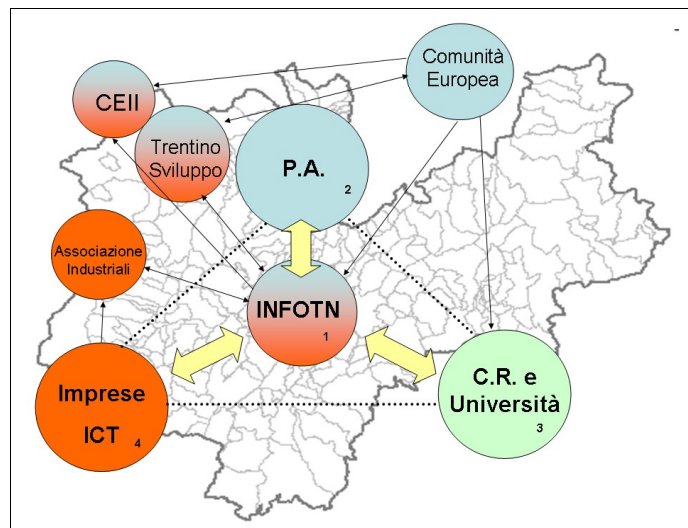 Comunità
Europea
CEII
Trentino
Sviluppo
P.A.
2
Associazione
Industriali
INFOTN
1
Imprese
ICT 4
C.R. e
Università
3